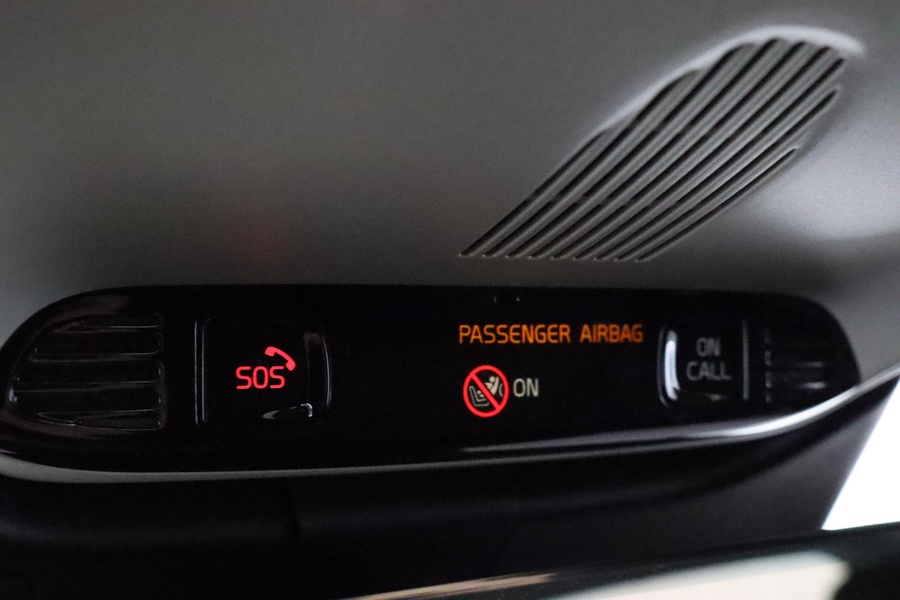 SOS
PASSENGER AIRBAG
ON
ON
CALL